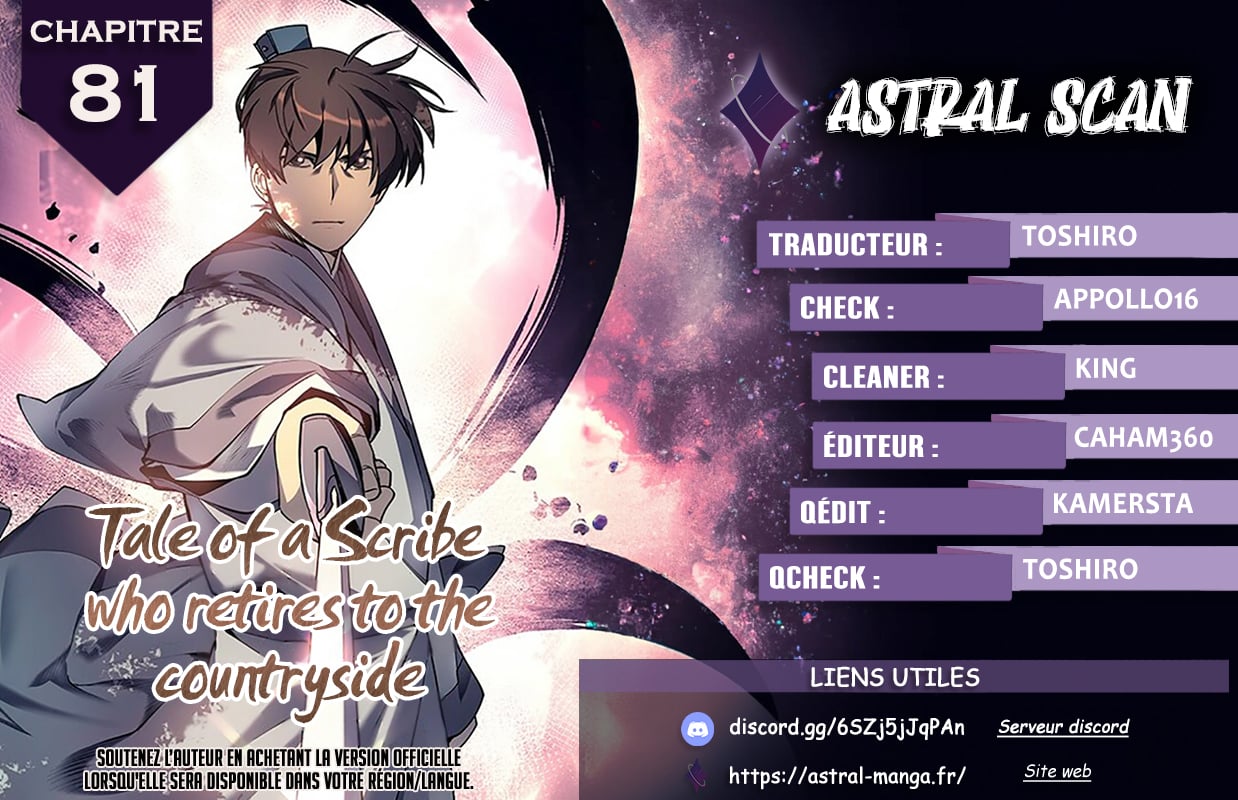 CHAPITRE
81
ASTRAL SCAN
TRADUCTEUR : TOSHIRO
CHECK : APPOLLO16
CLEANER : KING
ÉDITEUR : CAHAM360
QÉDIT : KAMERSTA
QCHECK : TOSHIRO
Tale of a Scribe
who retires to the
countryside
SOUTENEZ L'AUTEUR EN ACHETANT LA VERSION OFFICIELLE
LORSQU'ELLE SERA DISPONIBLE DANS VOTRE RÉGION/LANGUE.
LIENS UTILES
discord.gg/6SZj5jJqPAn Serveur discord
https://astral-manga.fr/ Site web